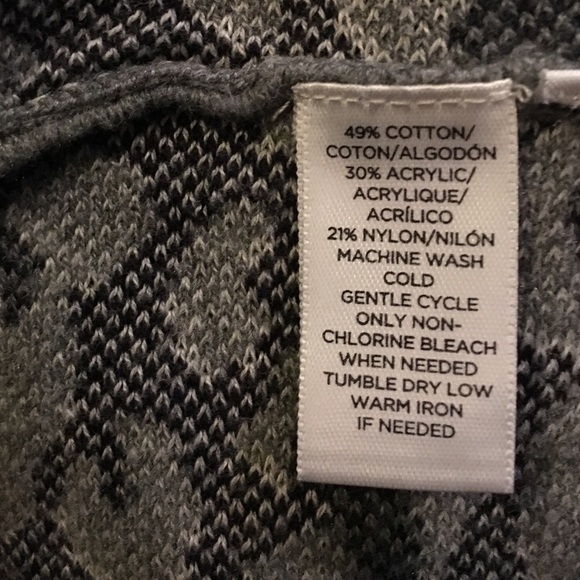 49% COTTON/
COTON/ALGODÓN
30% ACRYLIC/
ACRYLIQUE/
ACRÍLICO
21% NYLON/NILÓN
MACHINE WASH
COLD
GENTLE CYCLE
ONLY NON-
CHLORINE BLEACH
WHEN NEEDED
TUMBLE DRY LOW
WARM IRON
IF NEEDED